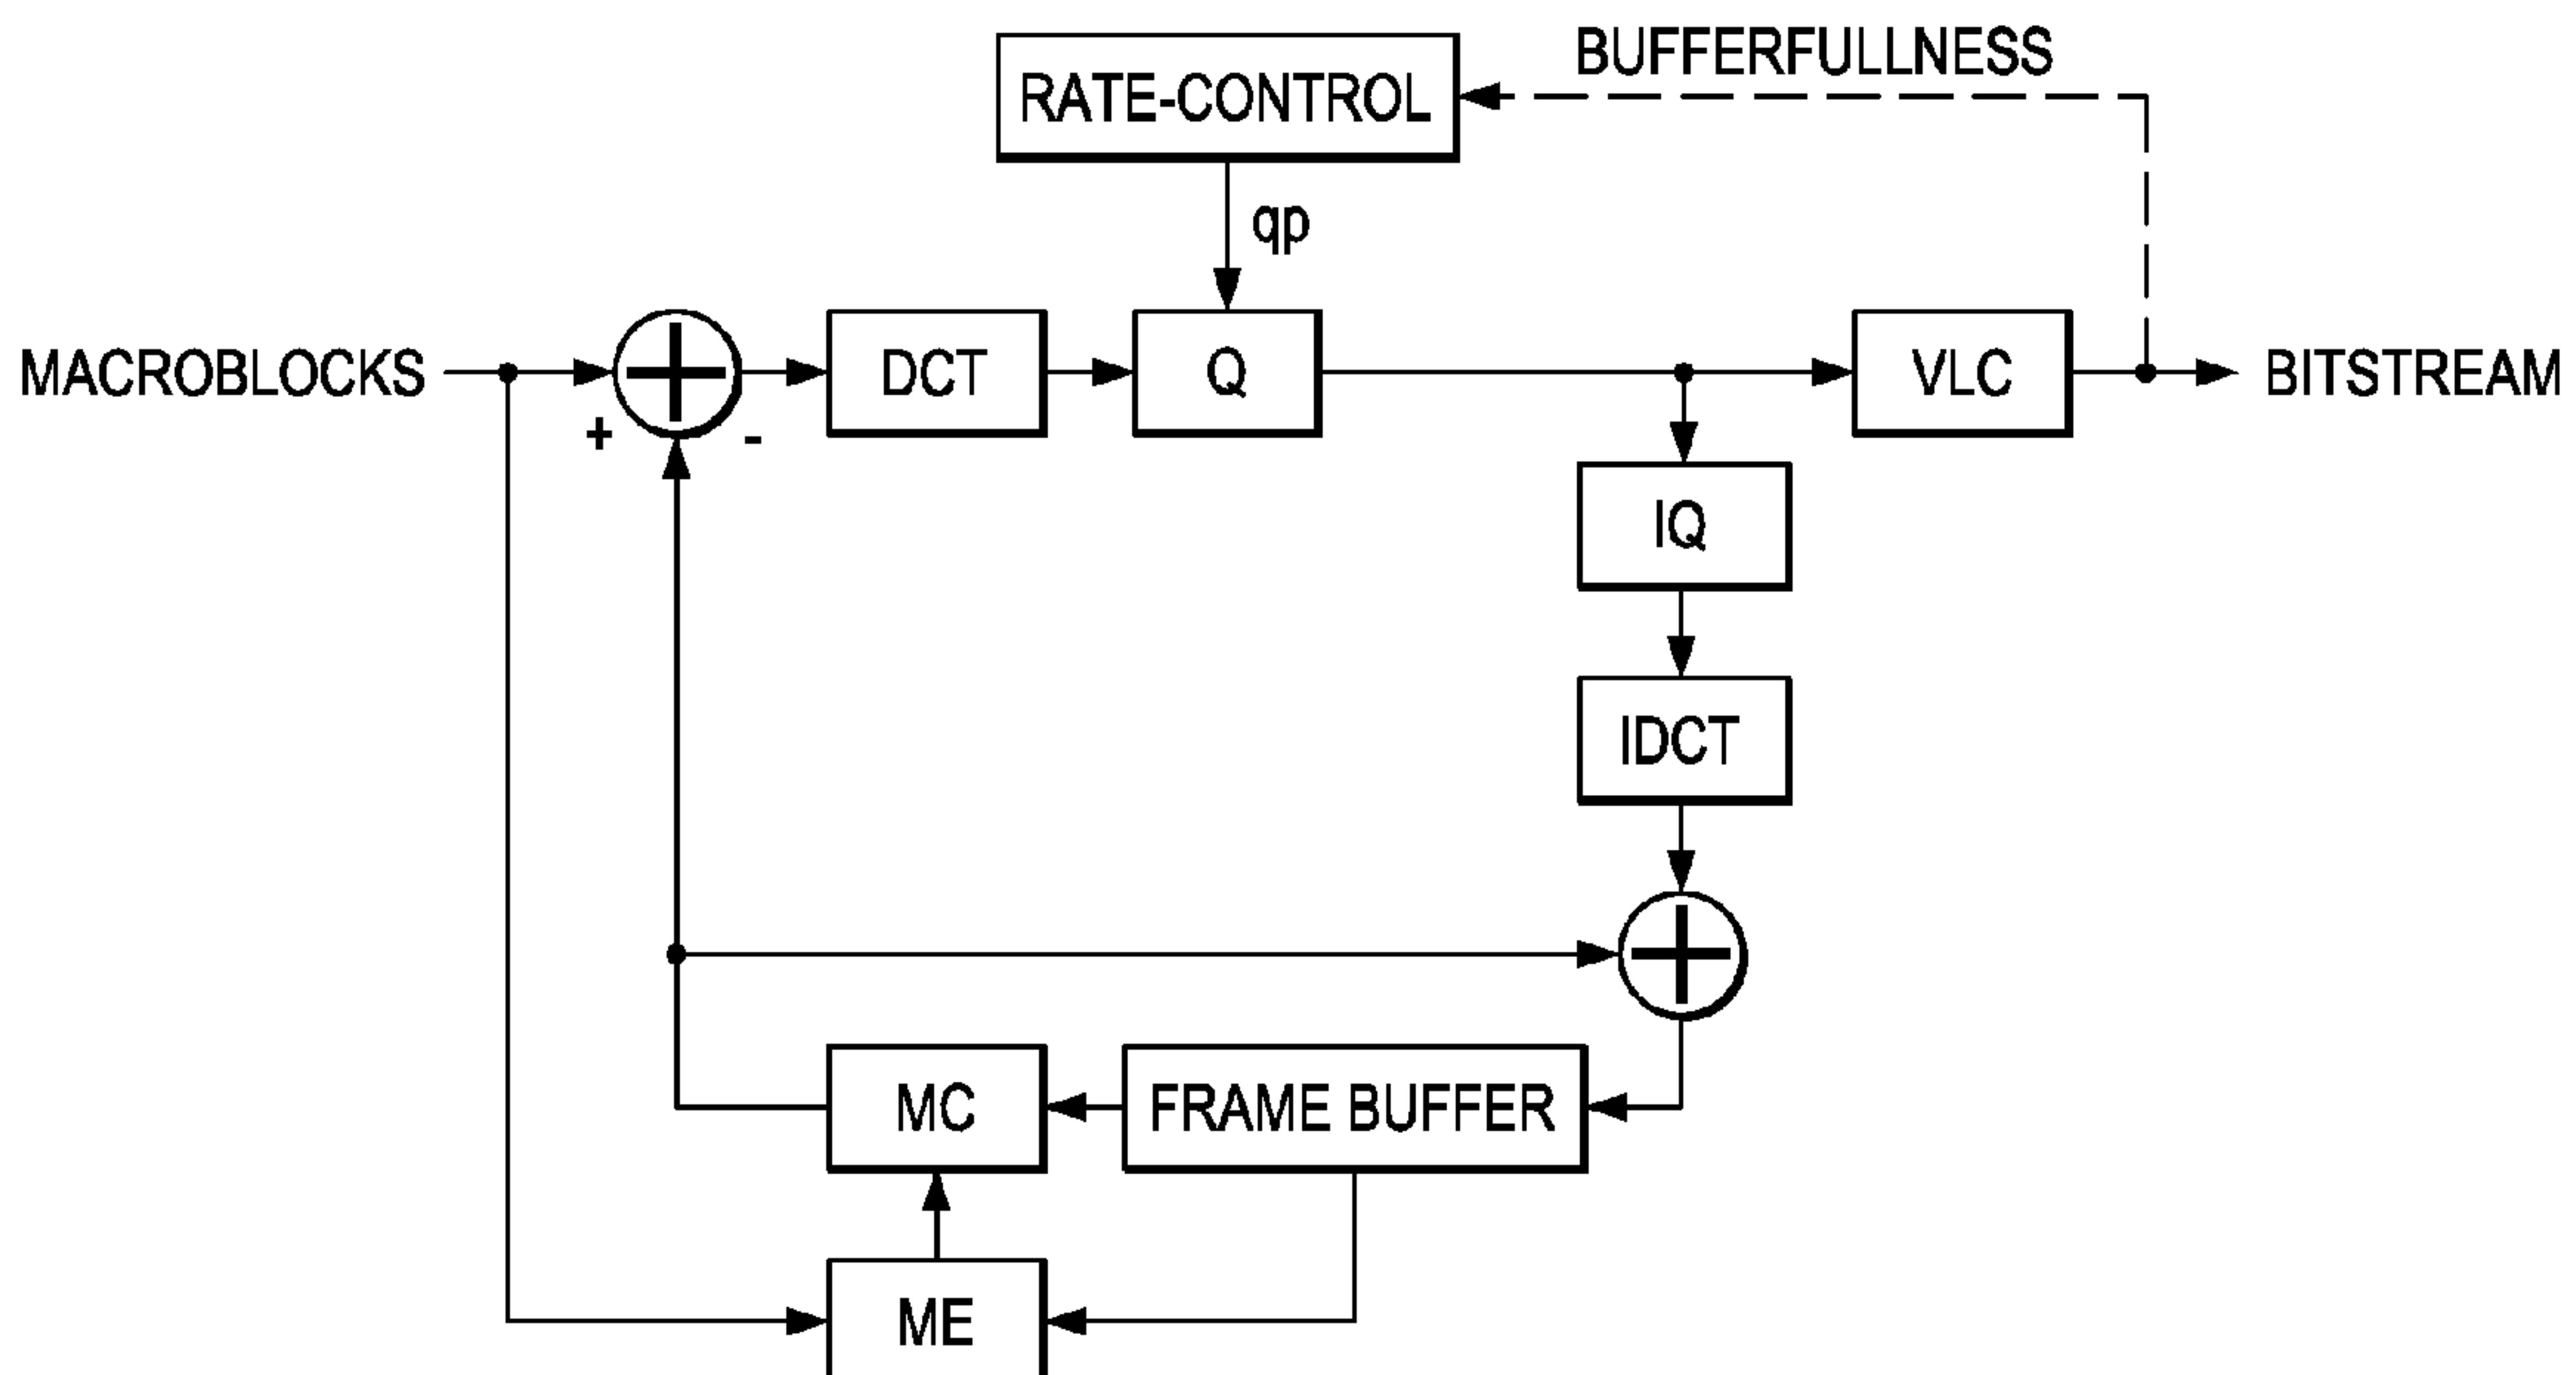 BUFFERFULLNESS
RATE-CONTROL
qp
MACROBLOCKS
+
-
DCT
Q
VLC
BITSTREAM
IQ
IDCT
MC
FRAME BUFFER
ME